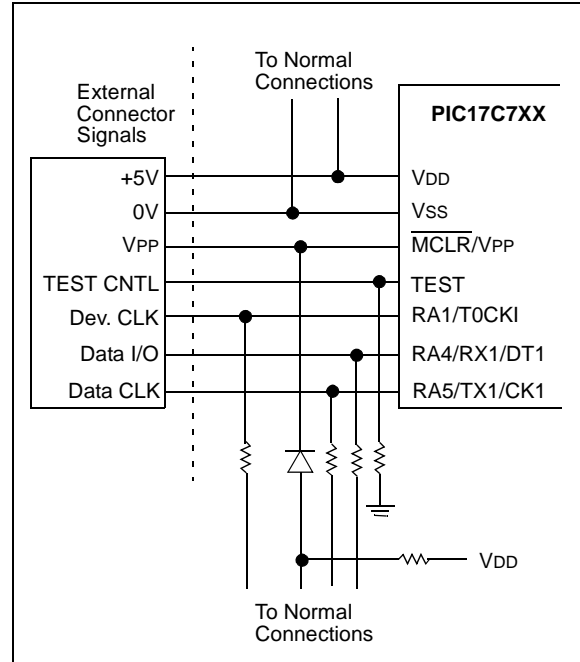 To Normal
Connections
External
Connector
Signals
PIC17C7XX
+5V
VDD
0V
VSS
VPP
MCLR/VPP
TEST CNTL
TEST
Dev. CLK
RA1/T0CKI
Data I/O
RA4/RX1/DT1
Data CLK
RA5/TX1/CK1
VDD
To Normal
Connections